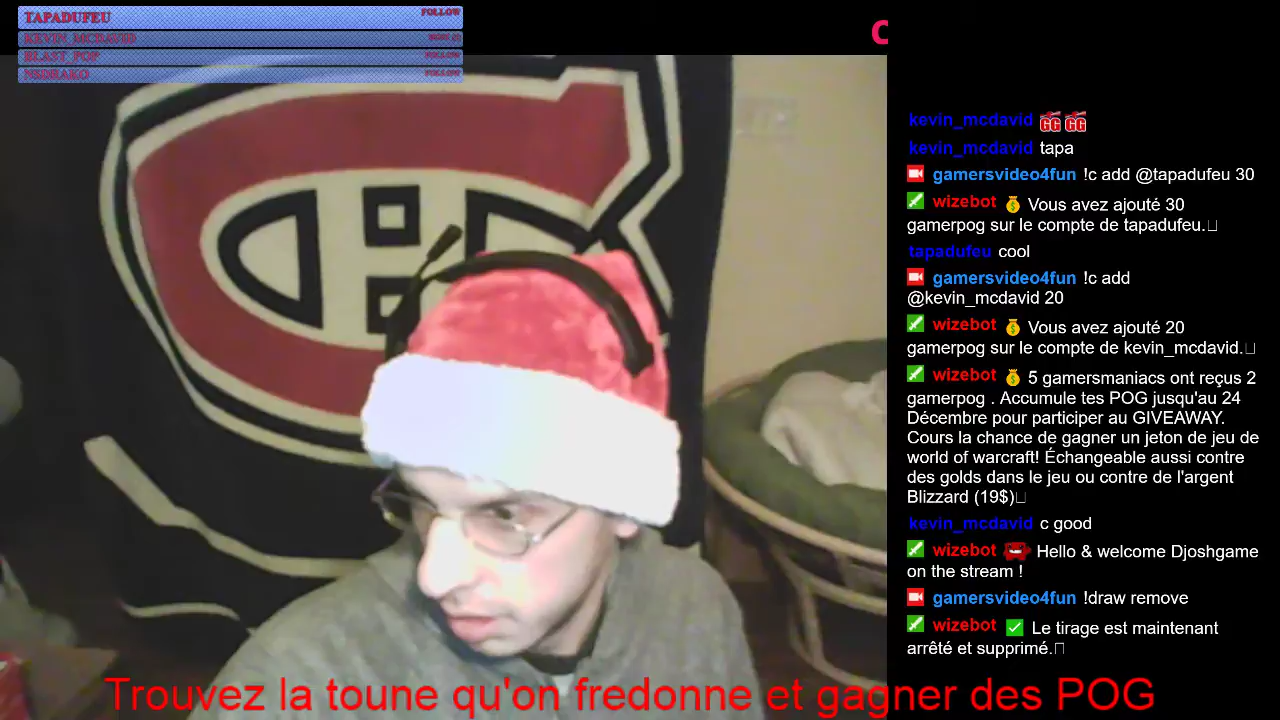 TAPADUFEU FOLLOW
KEVIN_MCDAVID
BLAST_POP FOLLOW
NSDRAKO FOLLOW
C
kevin_mcdavid GG GG
kevin_mcdavid tapa
gamersvideo4fun !c add @tapadufeu 30
wizebot 💰 Vous avez ajouté 30
gamerpog sur le compte de tapadufeu.
tapadufeu cool
gamersvideo4fun !c add
@kevin_mcdavid 20
wizebot 💰 Vous avez ajouté 20
gamerpog sur le compte de kevin_mcdavid.
wizebot 💰 5 gamersmaniacs ont reçus 2
gamerpog . Accumule tes POG jusqu'au 24
Décembre pour participer au GIVEAWAY.
Cours la chance de gagner un jeton de jeu de
world of warcraft! Échangeable aussi contre
des golds dans le jeu ou contre de l'argent
Blizzard (19$)
kevin_mcdavid c good
wizebot Hello & welcome Djoshgame
on the stream !
gamersvideo4fun !draw remove
wizebot ✅ Le tirage est maintenant
arrêté et supprimé.
Trouvez la toune qu'on fredonne et gagner des POG